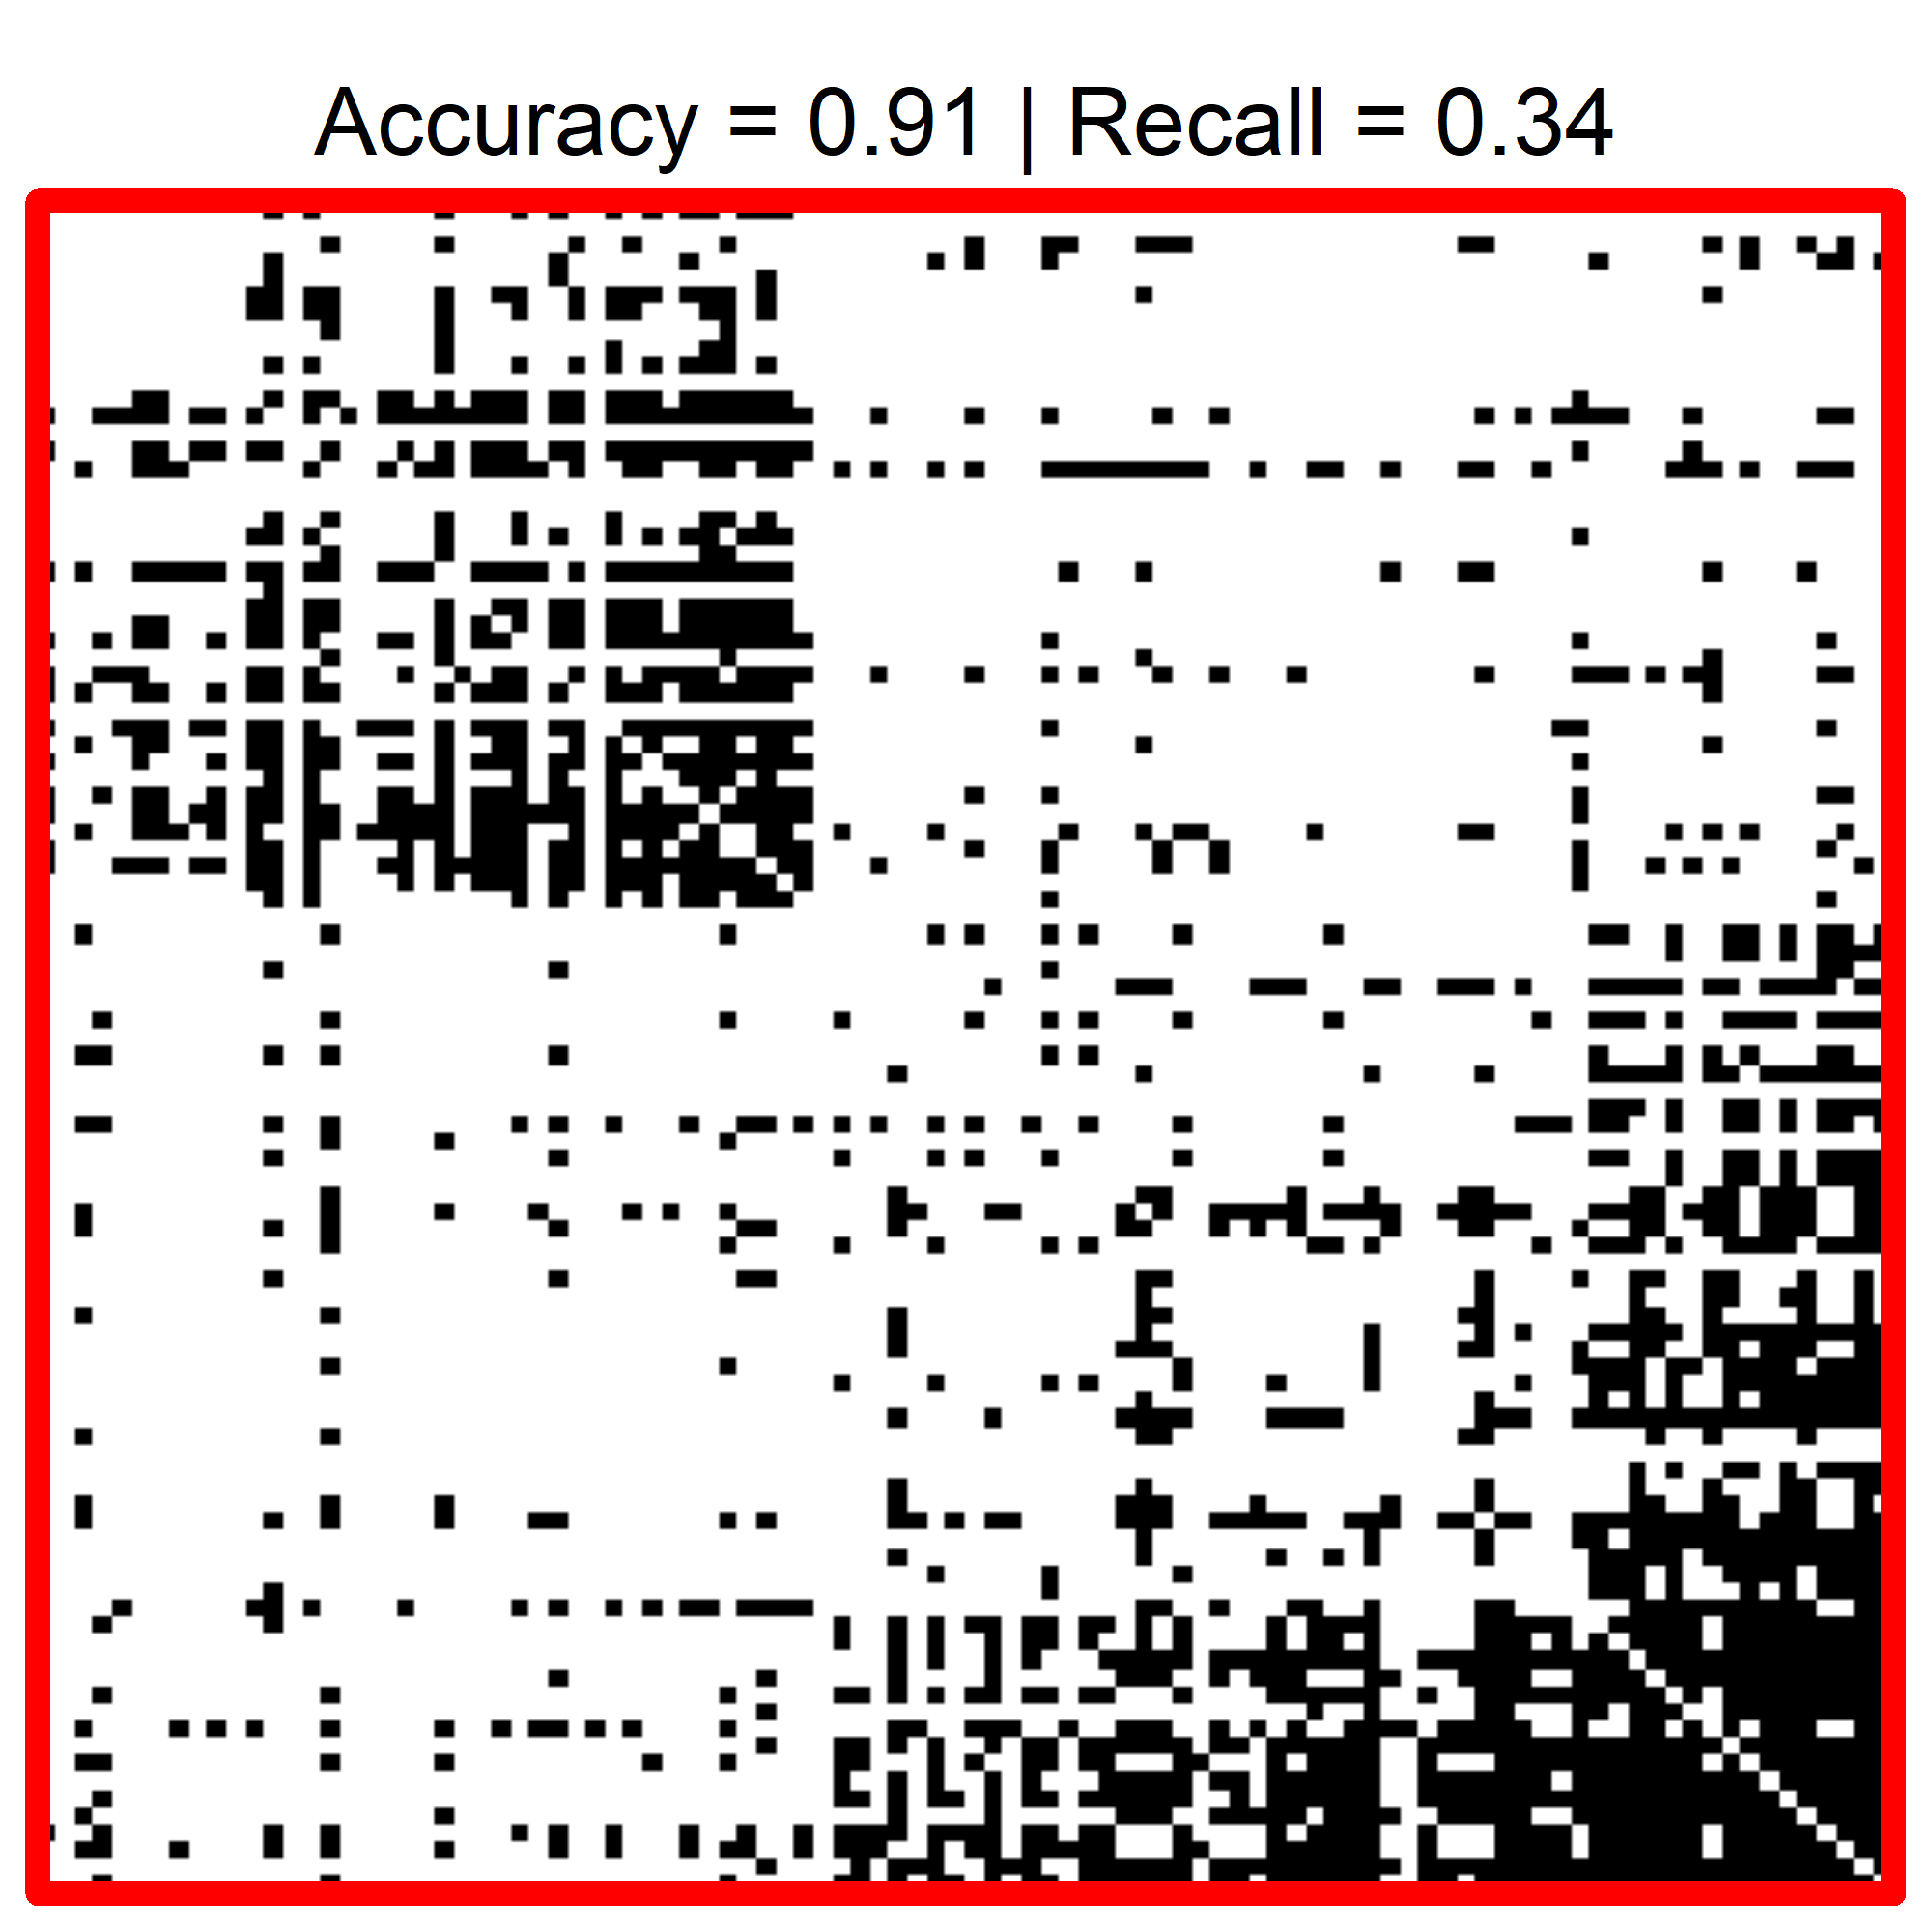 Accuracy = 0.91 | Recall = 0.34